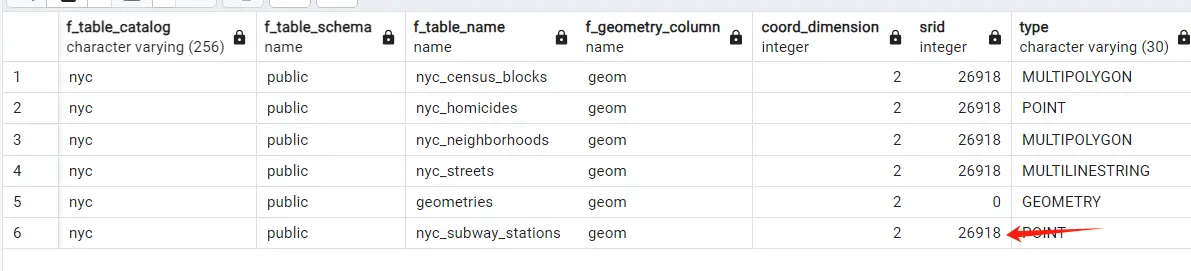 f_table_catalog f_table_schema f_table_name f_geometry_column coord_dimension srid type
character varying (256) name name name integer integer character varying (30)
1 nyc public nyc_census_blocks geom 2 26918 MULTIPOLYGON
2 nyc public nyc_homicides geom 2 26918 POINT
3 nyc public nyc_neighborhoods geom 2 26918 MULTIPOLYGON
4 nyc public nyc_streets geom 2 26918 MULTILINESTRING
5 nyc public geometries geom 2 0 GEOMETRY
6 nyc public nyc_subway_stations geom 2 26918 POINT